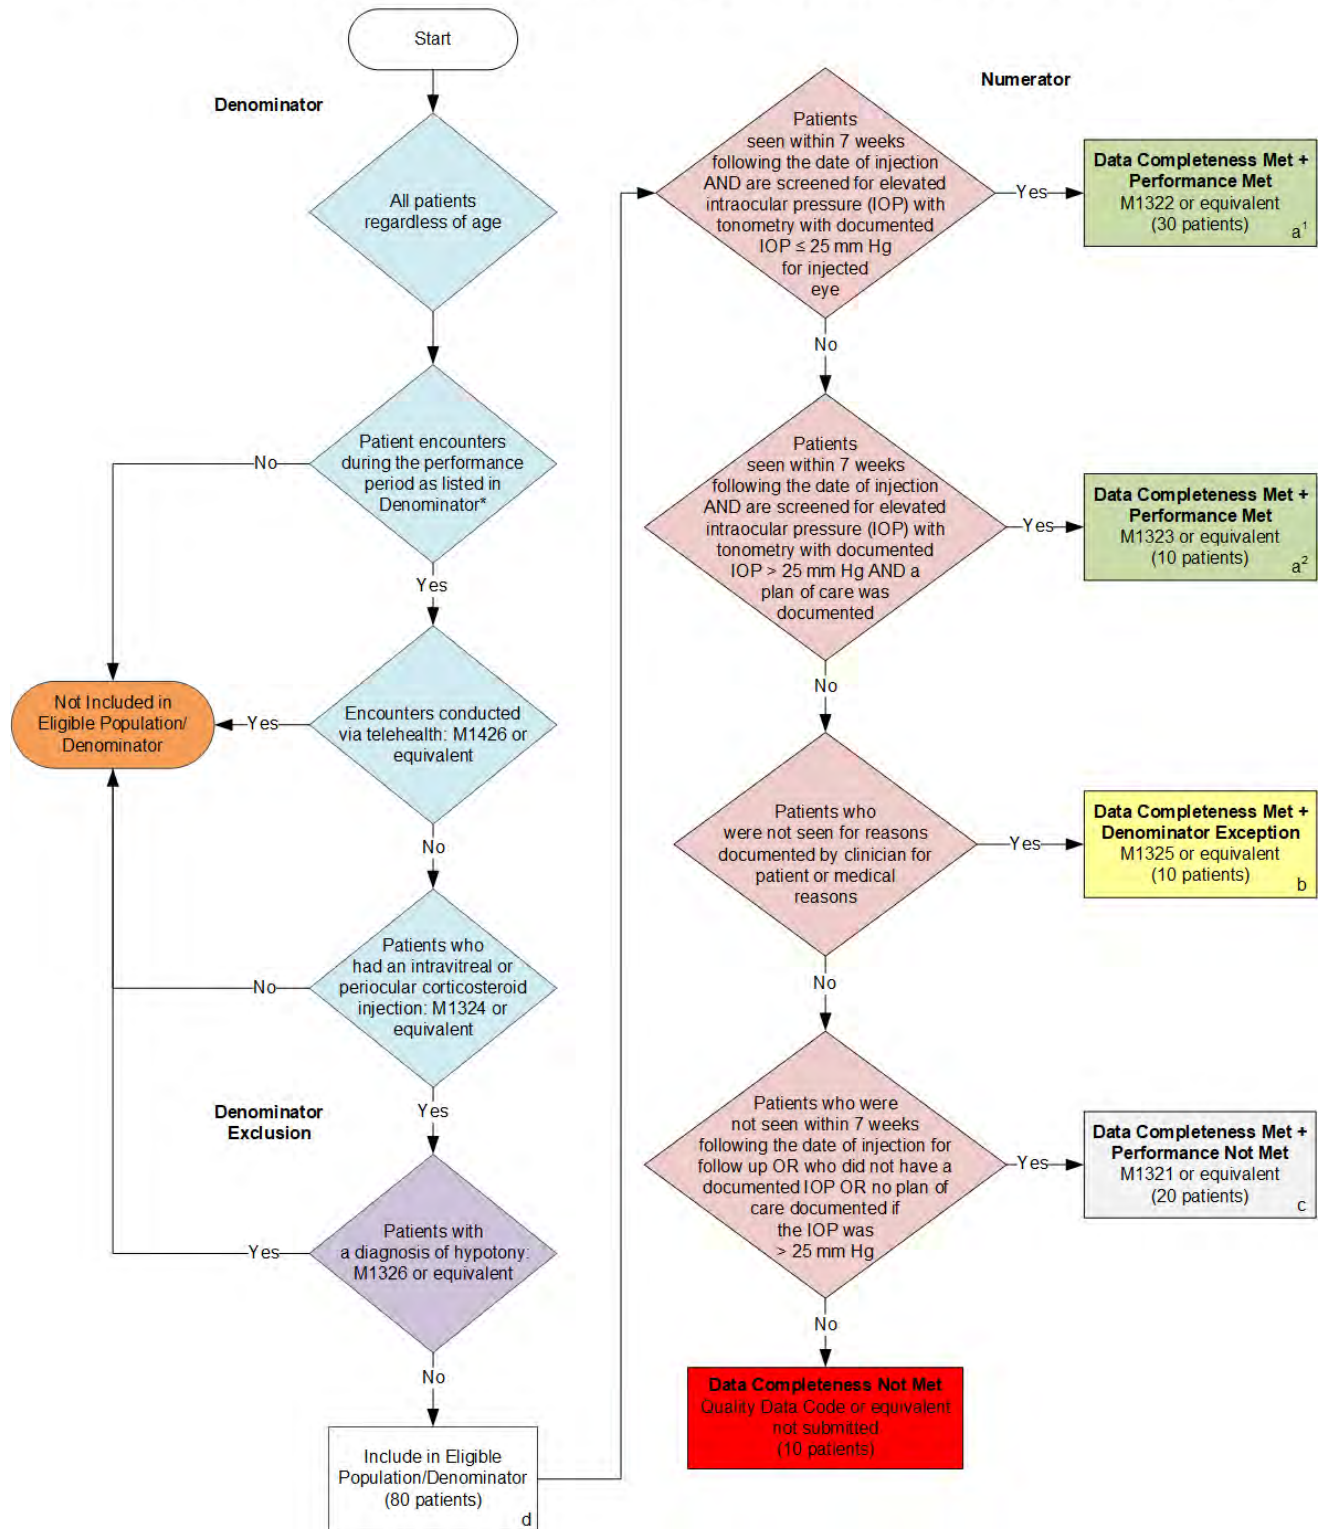 Start
Denominator
All patients
regardless of age
Patient encounters
during the performance
period as listed in
Denominator*
No
Yes
Not Included in
Eligible Population/
Denominator
Yes
Encounters conducted
via telehealth: M1426 or
equivalent
No
Patients who
had an intravitreal or
periocular corticosteroid
injection: M1324 or
equivalent
No
Yes
Denominator
Exclusion
Patients with
a diagnosis of hypotony:
M1326 or equivalent
Yes
No
Include in Eligible
Population/Denominator
(80 patients)
d
Numerator
Patients
seen within 7 weeks
following the date of injection
AND are screened for elevated
intraocular pressure (IOP) with
tonometry with documented
IOP ≤ 25 mm Hg
for injected
eye
Yes
Data Completeness Met +
Performance Met
M1322 or equivalent
(30 patients)
a¹
No
Patients
seen within 7 weeks
following the date of injection
AND are screened for elevated
intraocular pressure (IOP) with
tonometry with documented
IOP > 25 mm Hg AND a
plan of care was
documented
Yes
Data Completeness Met +
Performance Met
M1323 or equivalent
(10 patients)
a²
No
Patients who
were not seen for reasons
documented by clinician for
patient or medical
reasons
Yes
Data Completeness Met +
Denominator Exception
M1325 or equivalent
(10 patients)
b
No
Patients who were
not seen within 7 weeks
following the date of injection for
follow up OR who did not have a
documented IOP OR no plan of
care documented if
the IOP was
> 25 mm Hg
Yes
Data Completeness Met +
Performance Not Met
M1321 or equivalent
(20 patients)
c
No
Data Completeness Not Met
Quality Data Code or equivalent
not submitted
(10 patients)